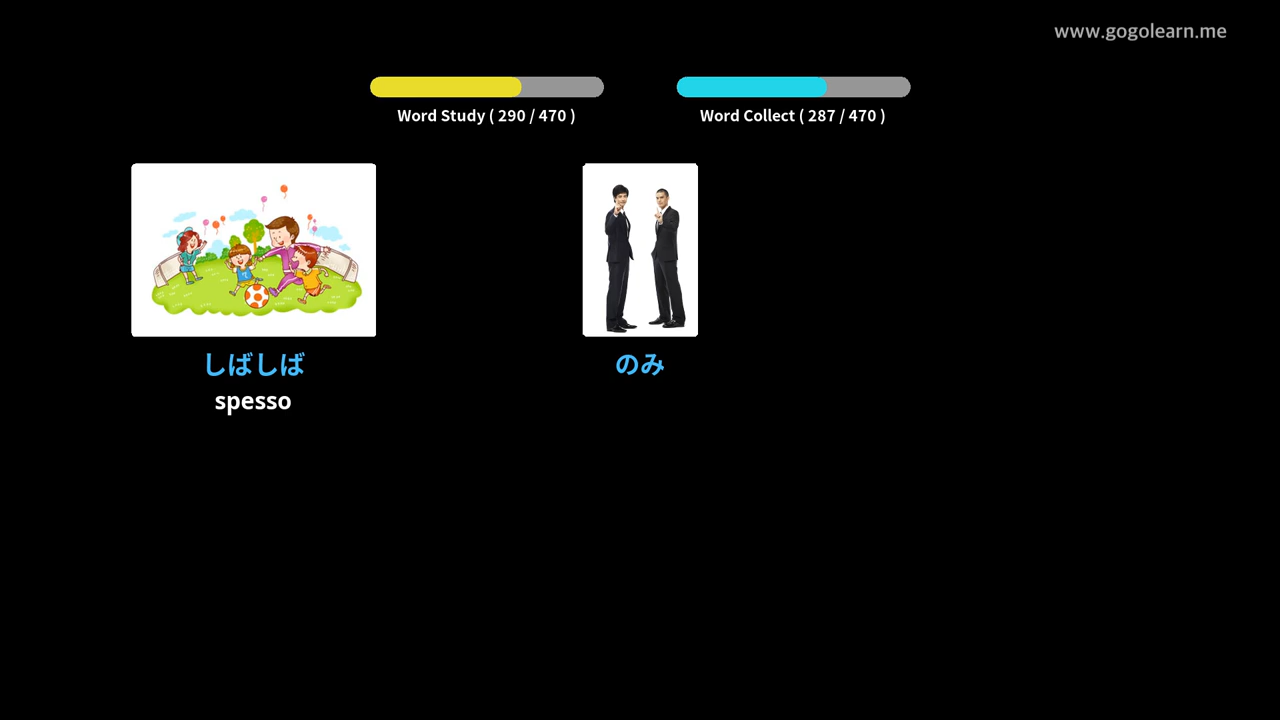 www.gogolearn.me
Word Study ( 290 / 470 )
Word Collect ( 287 / 470 )
しばしば
spesso
のみ